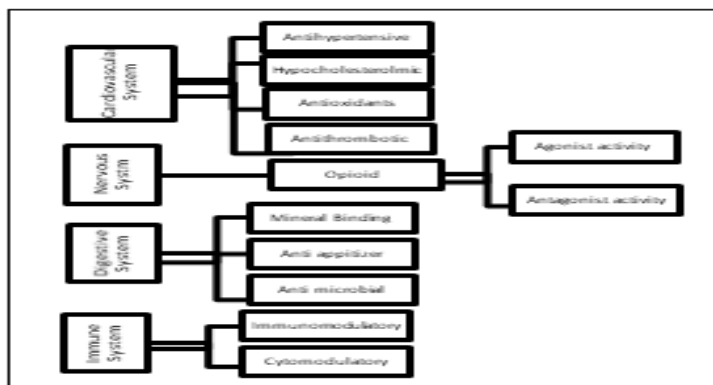 Cardiovascular
System
Antihypertensive
Hypocholesterolmic
Antioxidants
Antithrombotic
Nervous
Systm
Opioid
Agonist activity
Antagonist activity
Digestive
System
Mineral Binding
Anti appitizer
Anti microbial
Immune
System
Immunomodulatory
Cytomodulatory